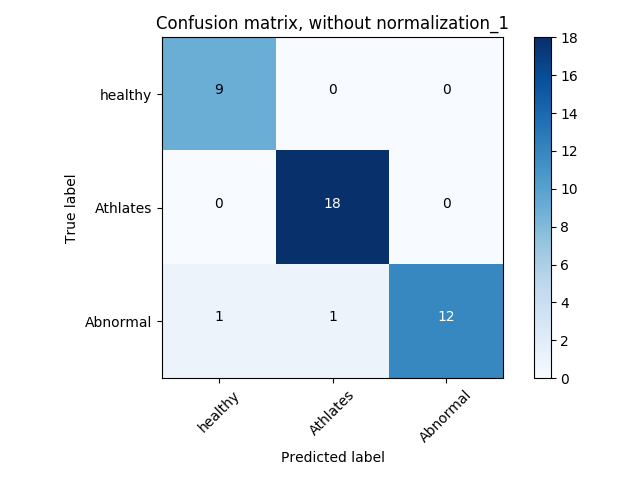 Confusion matrix, without normalization_1
healthy 9 0 0
Athlates 0 18 0
Abnormal 1 1 12
healthy Athlates Abnormal
True label
Predicted label
18
16
14
12
10
8
6
4
2
0